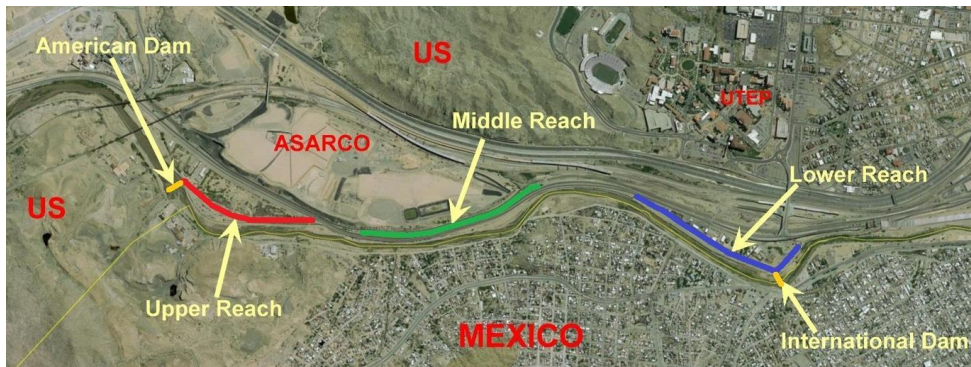 American Dam
US
UTEP
ASARCO
Middle Reach
Lower Reach
US
Upper Reach
MEXICO
International Dam